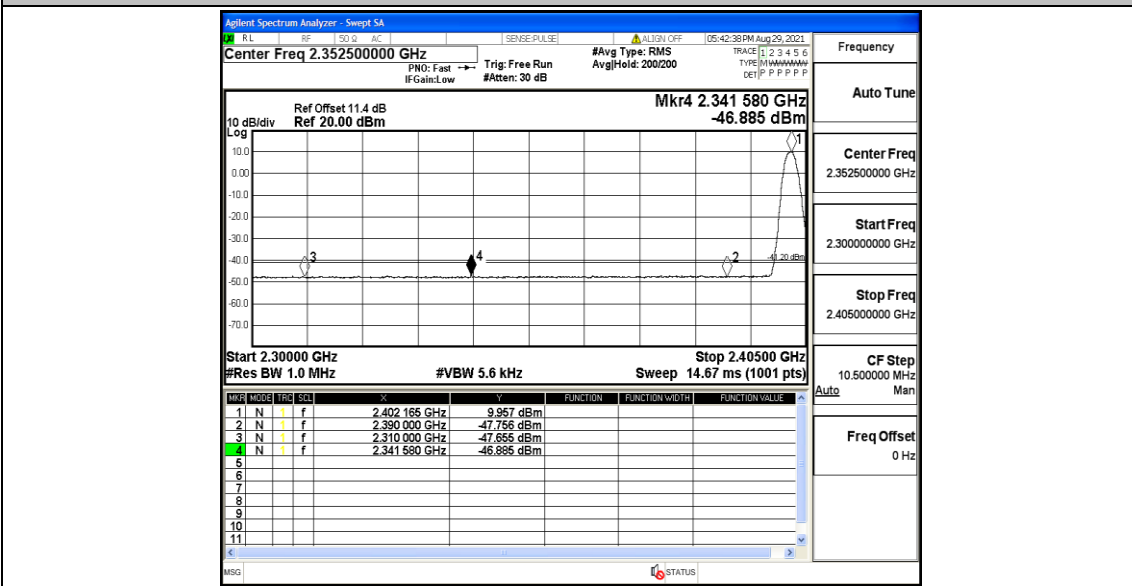 Agilent Spectrum Analyzer - Swept SA
RL RF 50 Ω AC SENSE:PULSE ALIGN OFF 05:42:38 PM Aug 29, 2021
Center Freq 2.352500000 GHz
PNO: Fast
IFGain:Low
Trig: Free Run
#Atten: 30 dB
#Avg Type: RMS
Avg|Hold: 200/200
TRACE 1 2 3 4 5 6
TYPE M WWWWW
DET P P P P P P
Frequency
Auto Tune
Center Freq
2.352500000 GHz
Start Freq
2.300000000 GHz
Stop Freq
2.405000000 GHz
CF Step
10.500000 MHz
Auto Man
Freq Offset
0 Hz
Mkr4 2.341 580 GHz
-46.885 dBm
Ref Offset 11.4 dB
10 dB/div Ref 20.00 dBm
Log
1
10.0
0.00
-10.0
-20.0
-30.0
-40.0 3 4 2 -41.20 dBm
-50.0
-60.0
-70.0
Start 2.30000 GHz Stop 2.40500 GHz
#Res BW 1.0 MHz #VBW 5.6 kHz Sweep 14.67 ms (1001 pts)
MKR MODE TRC SCL X Y FUNCTION FUNCTION WIDTH FUNCTION VALUE
1 N 1 f 2.402 165 GHz 9.957 dBm
2 N 1 f 2.390 000 GHz -47.756 dBm
3 N 1 f 2.310 000 GHz -47.655 dBm
4 N 1 f 2.341 580 GHz -46.885 dBm
5
6
7
8
9
10
11
MSG STATUS